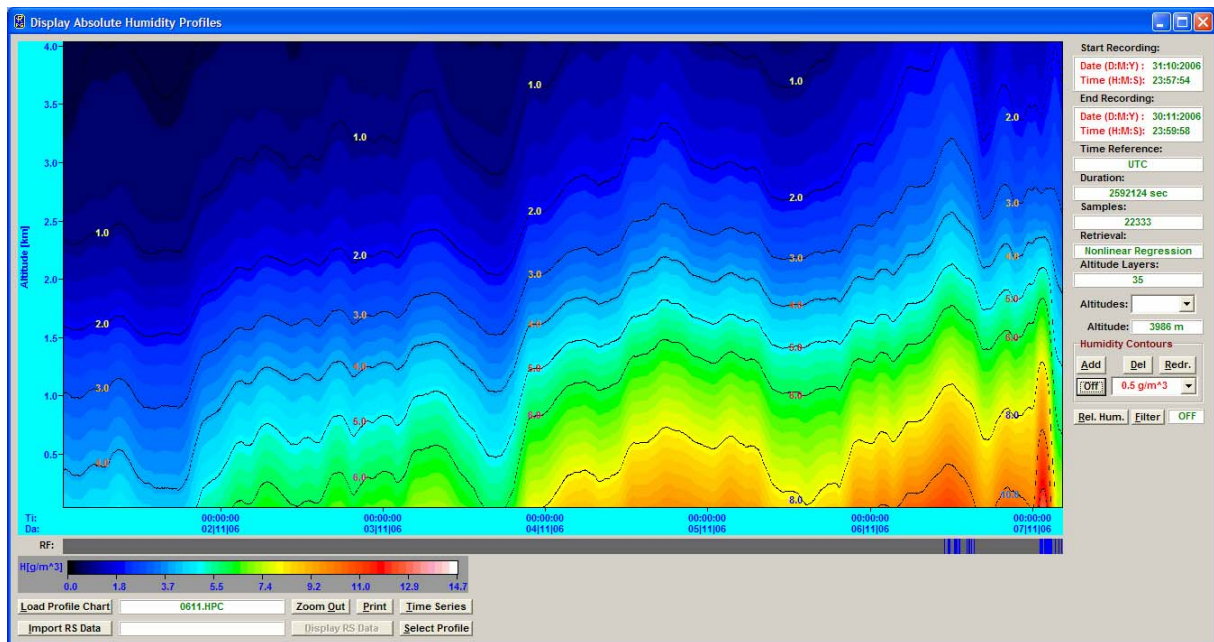 Display Absolute Humidity Profiles
4.0
3.5
3.0
2.5
2.0
1.5
1.0
0.5
Altitude [km]
1.0
1.0
1.0
1.0
2.0
2.0
2.0
2.0
2.0
3.0
3.0
3.0
3.0
3.0
4.0
4.0
4.0
4.0
4.0
5.0
5.0
5.0
5.0
6.0
6.0
6.0
6.0
8.0
8.0
10.0
Ti: 00:00:00 00:00:00 00:00:00 00:00:00 00:00:00 00:00:00
Da: 02|11|06 03|11|06 04|11|06 05|11|06 06|11|06 07|11|06
RF:
H[g/m^3]
0.0 1.8 3.7 5.5 7.4 9.2 11.0 12.9 14.7
Load Profile Chart 0611.HPC Zoom Out Print Time Series
Import RS Data Display RS Data Select Profile
Start Recording:
Date (D:M:Y) : 31:10:2006
Time (H:M:S) : 23:57:54
End Recording:
Date (D:M:Y) : 30:11:2006
Time (H:M:S) : 23:59:58
Time Reference:
UTC
Duration:
2592124 sec
Samples:
22333
Retrieval:
Nonlinear Regression
Altitude Layers:
35
Altitudes:
Altitude: 3986 m
Humidity Contours
Add Del Redr.
Off 0.5 g/m^3
Rel. Hum. Filter OFF